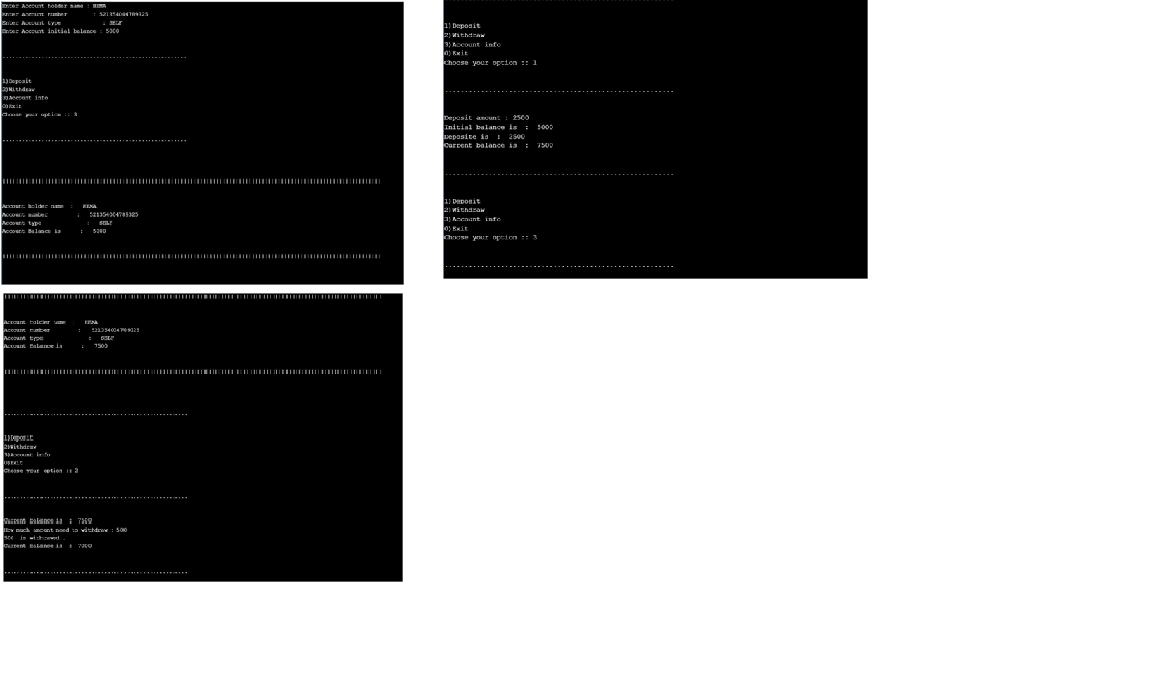 Enter Account holder name : HEMA
Enter Account number : 521354004789325
Enter Account type : SELF
Enter Account initial balance : 5000
1)Deposit
2)Withdraw
3)Account info
0)Exit
Choose your option :: 3
Account holder name : HEMA
Account number : 521354004789325
Account type : SELF
Account Balance is : 5000
1)Deposit
2)Withdraw
3)Account info
0)Exit
Choose your option :: 1
Deposit amount : 2500
Initial balance is : 5000
Deposite is : 2500
Current balance is : 7500
1)Deposit
2)Withdraw
3)Account info
0)Exit
Choose your option :: 3
Account holder name : HEMA
Account number : 521354004789325
Account type : SELF
Account Balance is : 7500
1)Deposit
2)Withdraw
3)Account info
0)Exit
Choose your option :: 2
Current Balance is : 7500
How much amount need to withdraw : 500
500 is withdrawed .
Current Balance is : 7000